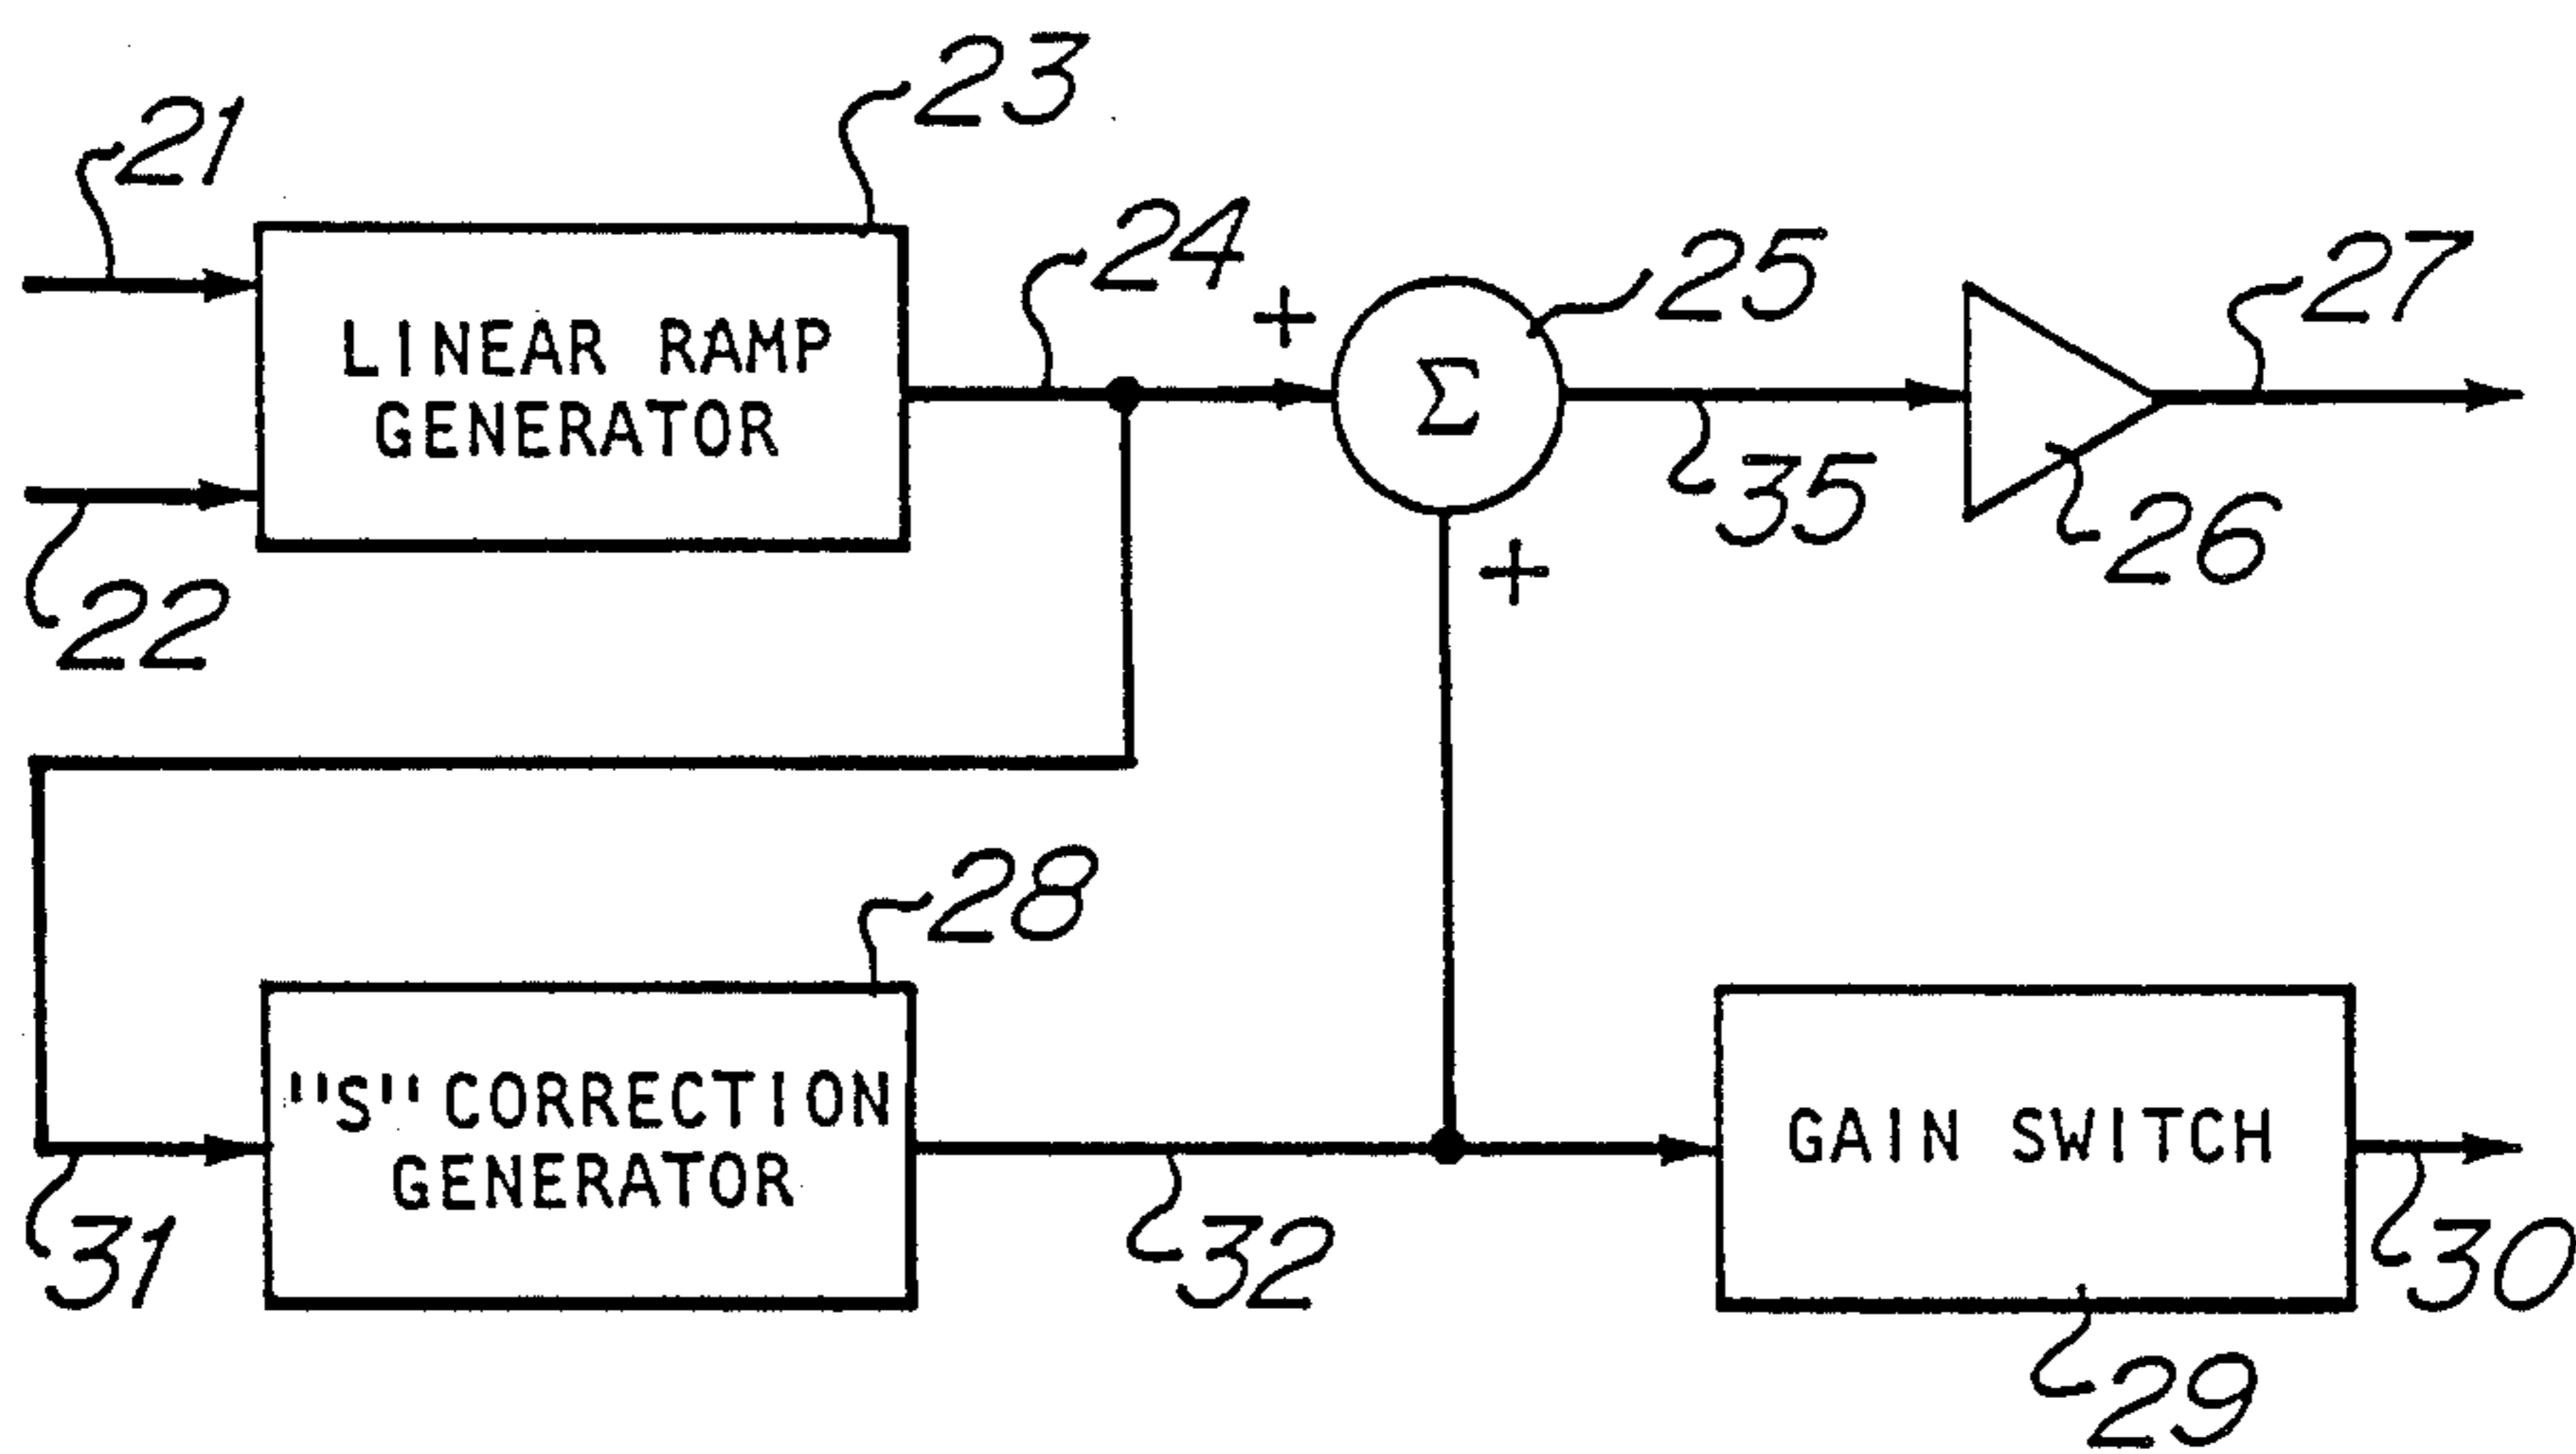 23
21
24
25
27
+
LINEAR RAMP
GENERATOR
Σ
35
26
22
+
28
"S" CORRECTION
GENERATOR
GAIN SWITCH
31
32
30
29